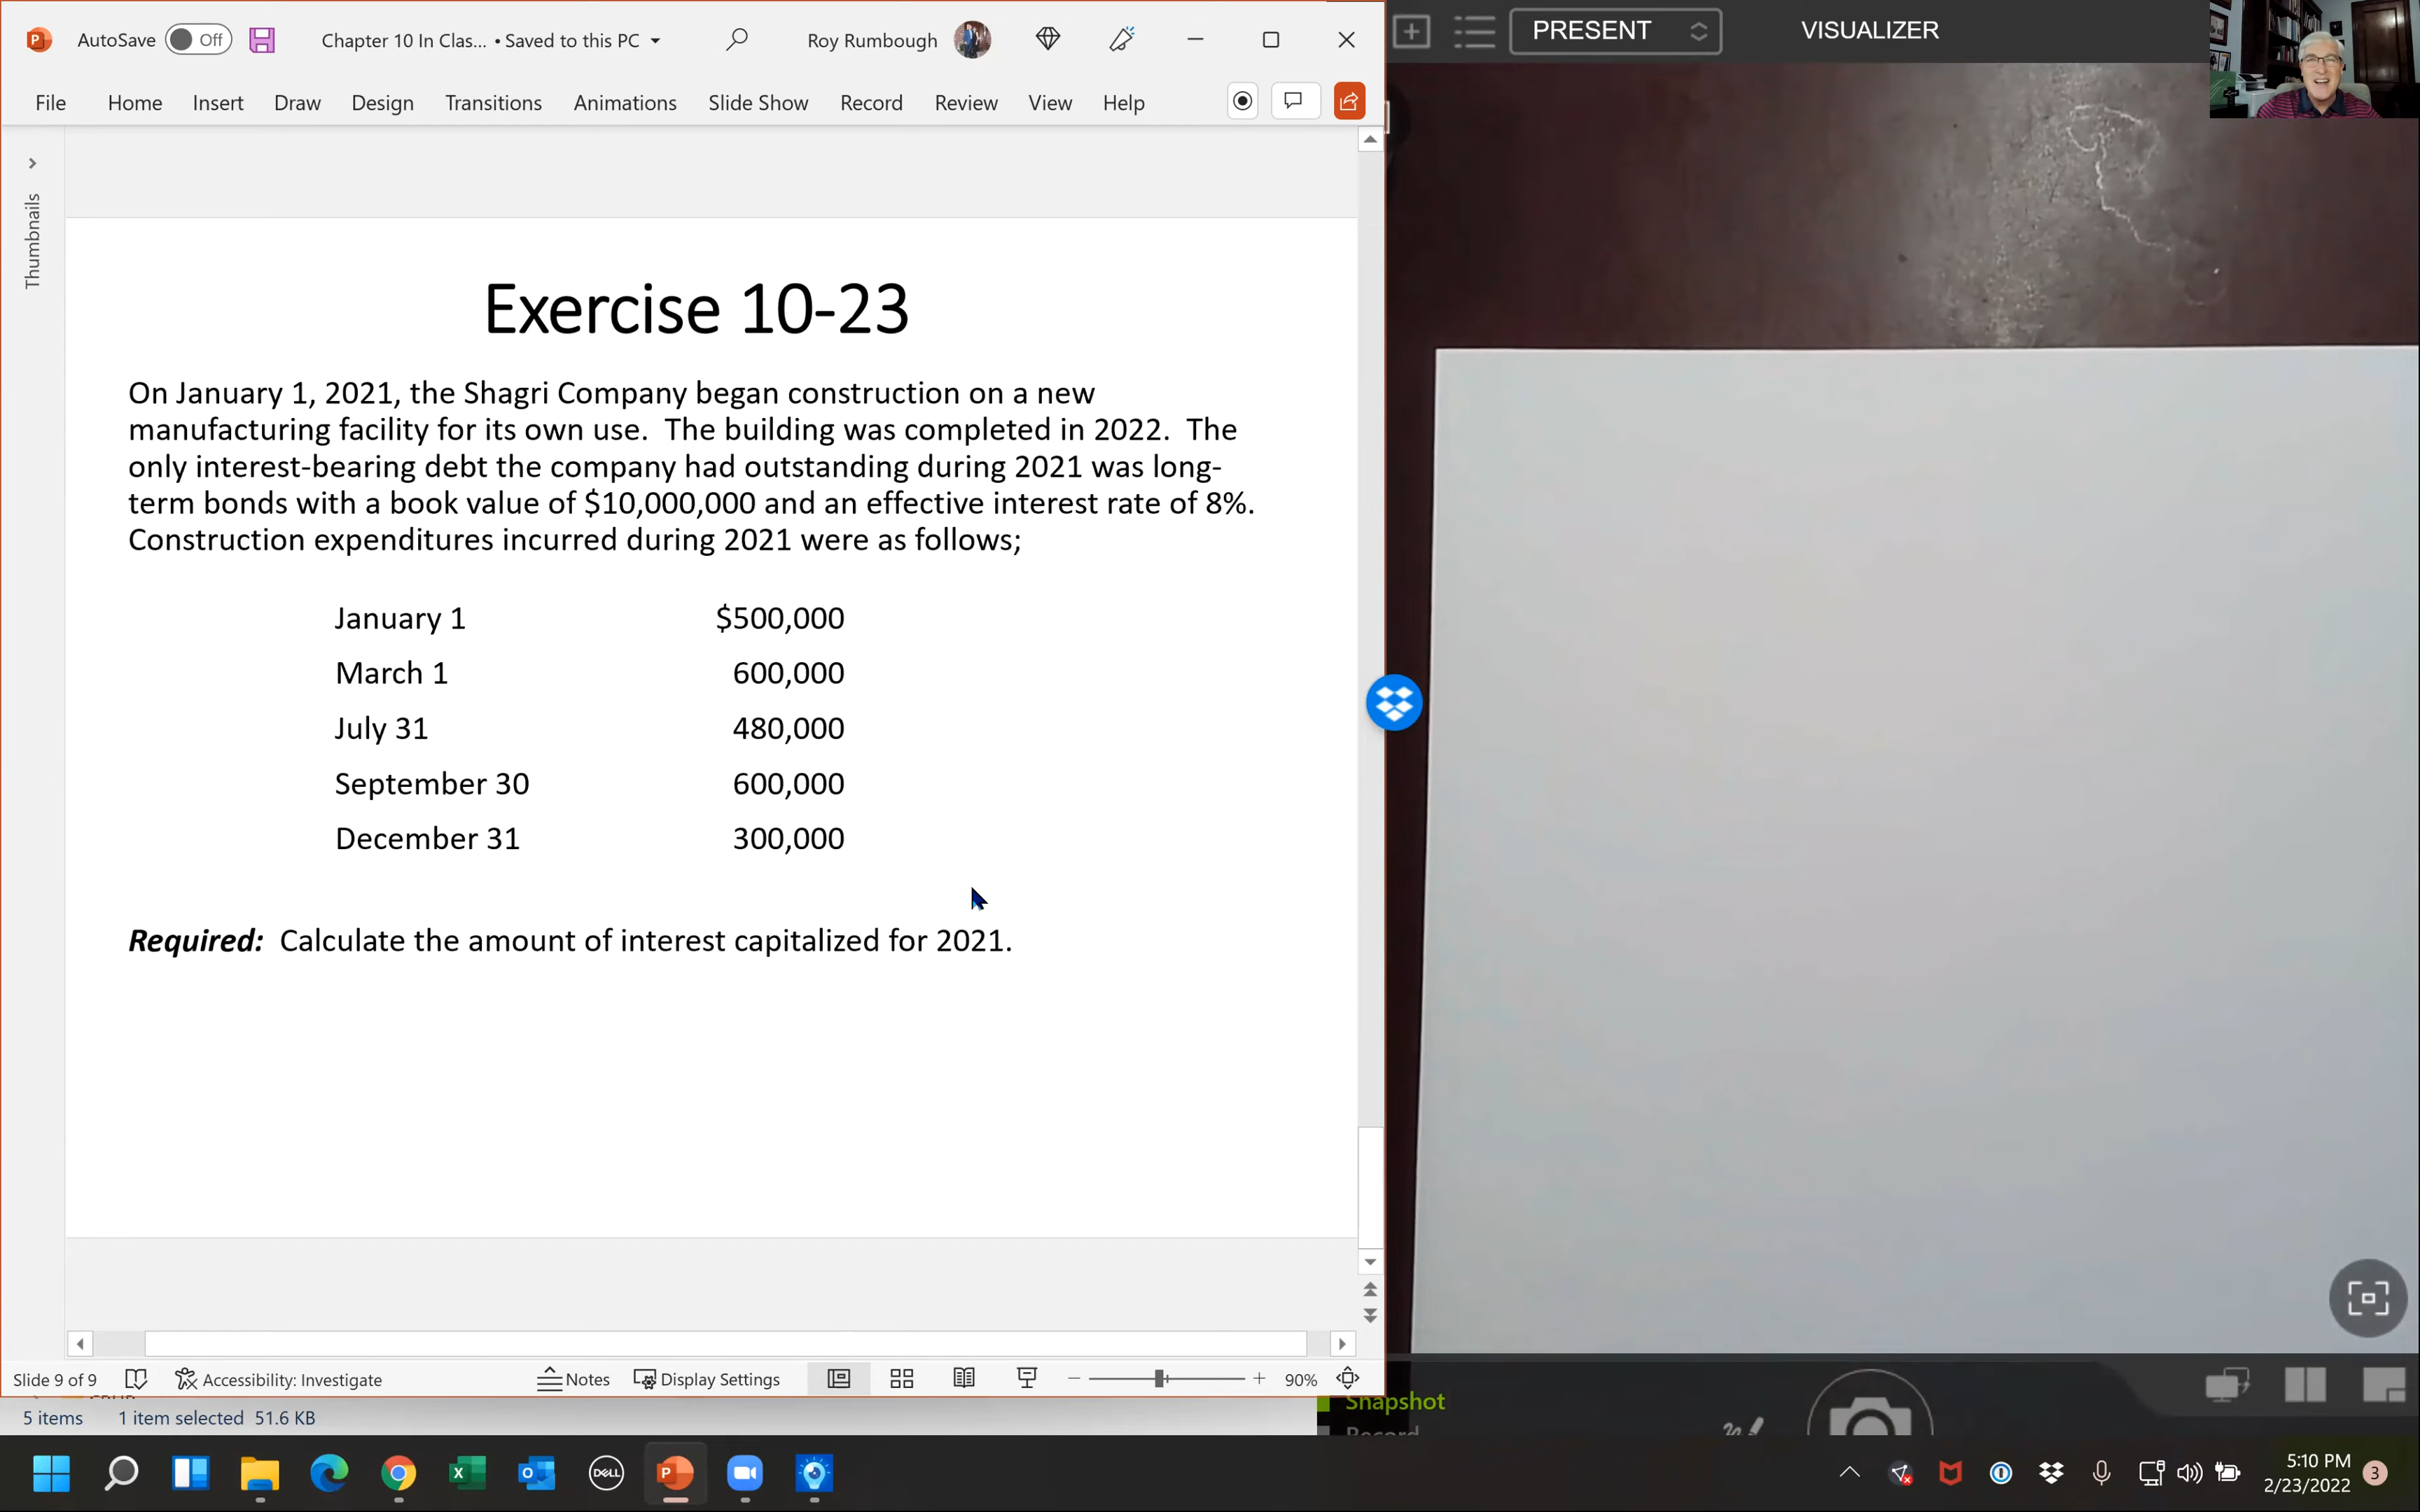 AutoSave Off Chapter 10 In Clas... • Saved to this PC Roy Rumbough
File Home Insert Draw Design Transitions Animations Slide Show Record Review View Help
Thumbnails
Exercise 10-23
On January 1, 2021, the Shagri Company began construction on a new
manufacturing facility for its own use. The building was completed in 2022. The
only interest-bearing debt the company had outstanding during 2021 was long-
term bonds with a book value of $10,000,000 and an effective interest rate of 8%.
Construction expenditures incurred during 2021 were as follows;
January 1 $500,000
March 1 600,000
July 31 480,000
September 30 600,000
December 31 300,000
Required: Calculate the amount of interest capitalized for 2021.
Slide 9 of 9 Accessibility: Investigate Notes Display Settings 90%
5 items 1 item selected 51.6 KB
PRESENT VISUALIZER
Snapshot
Record
DELL
5:10 PM
2/23/2022
3